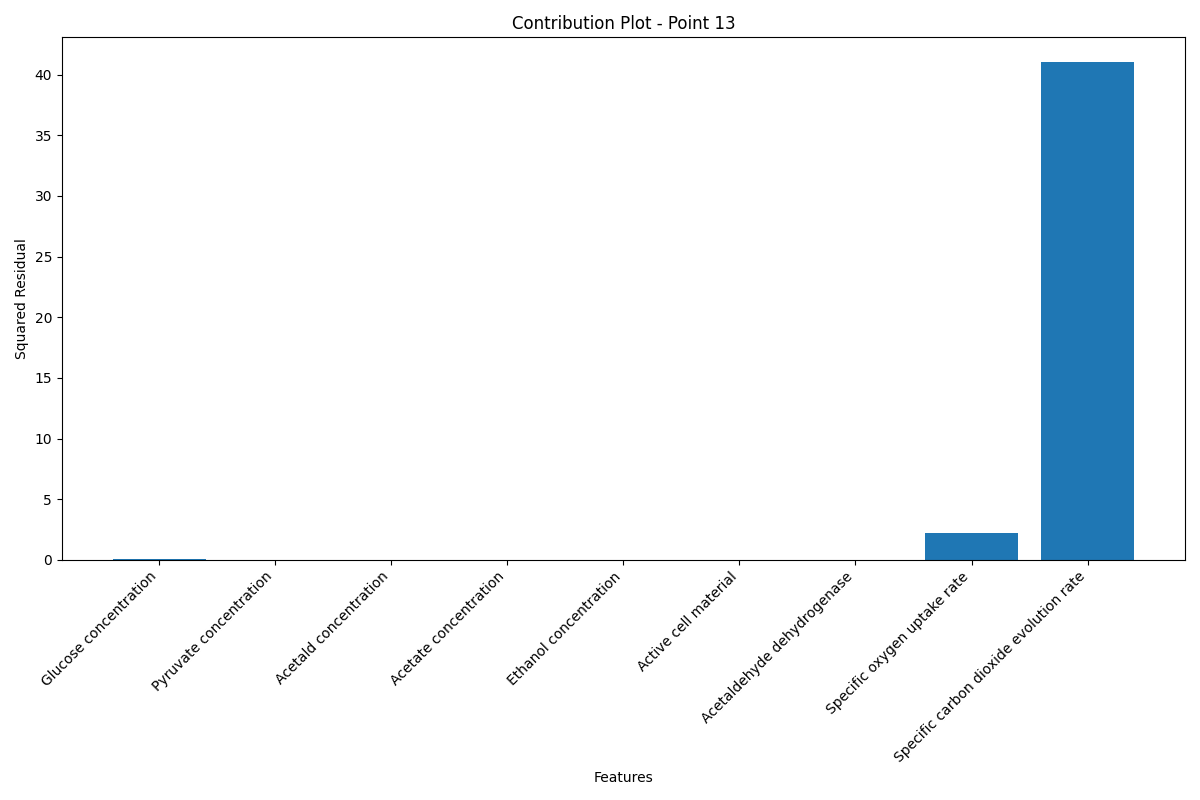 Contribution Plot - Point 13
Squared Residual
40
35
30
25
20
15
10
5
0
Glucose concentration
Pyruvate concentration
Acetald concentration
Acetate concentration
Ethanol concentration
Active cell material
Acetaldehyde dehydrogenase
Specific oxygen uptake rate
Specific carbon dioxide evolution rate
Features